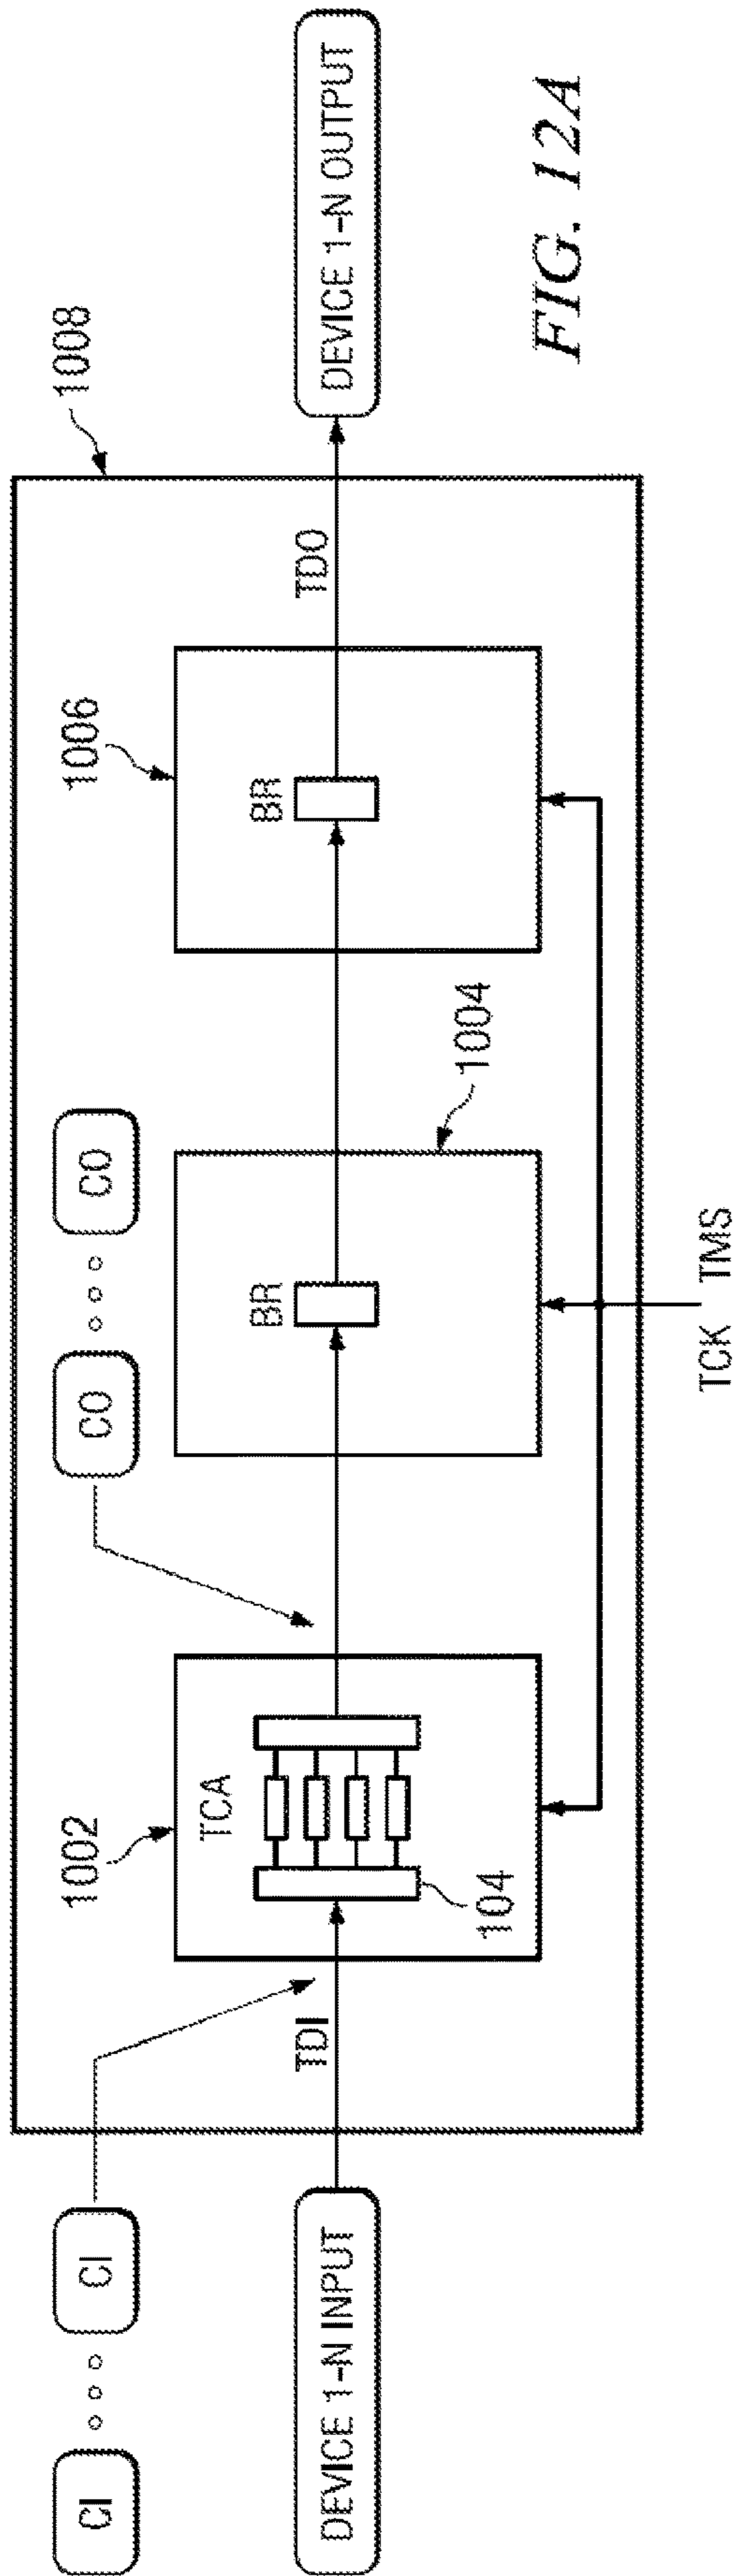 CI
CI
CO
CO
1008
DEVICE 1-N INPUT
TDI
1002
TCA
104
BR
1004
1006
BR
TDO
DEVICE 1-N OUTPUT
TCK TMS
FIG. 12A